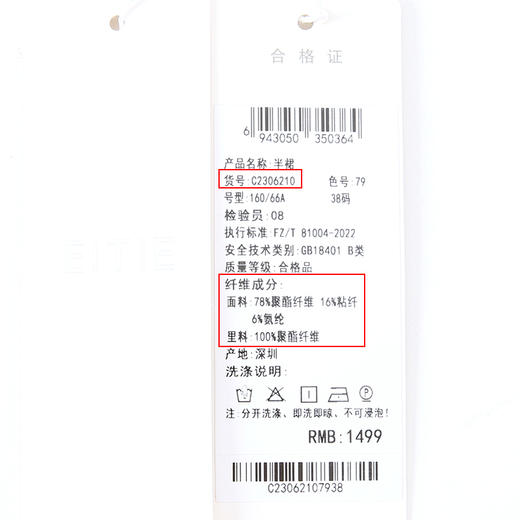 合格证
6 943050 350364
产品名称:半裙
货号:C2306210 色号:79
号型:160/66A 38码
检验员:08
执行标准:FZ/T 81004-2022
安全技术类别:GB18401 B类
质量等级:合格品
纤维成分:
面料:78%聚酯纤维 16%粘纤
6%氨纶
里料:100%聚酯纤维
产地:深圳
洗涤说明:
注:分开洗涤、即洗即晾、不可浸泡!
RMB:1499
C23062107938